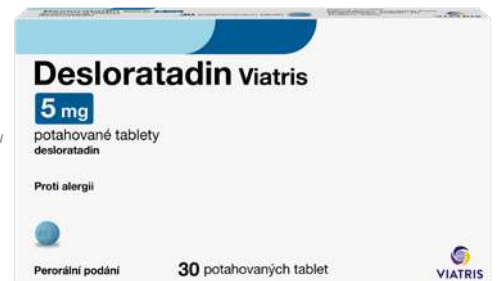 Desloratadin Viatris
5 mg
potahované tablety
desloratadin
Proti alergii
Perorální podání
30 potahovaných tablet
VIATRIS